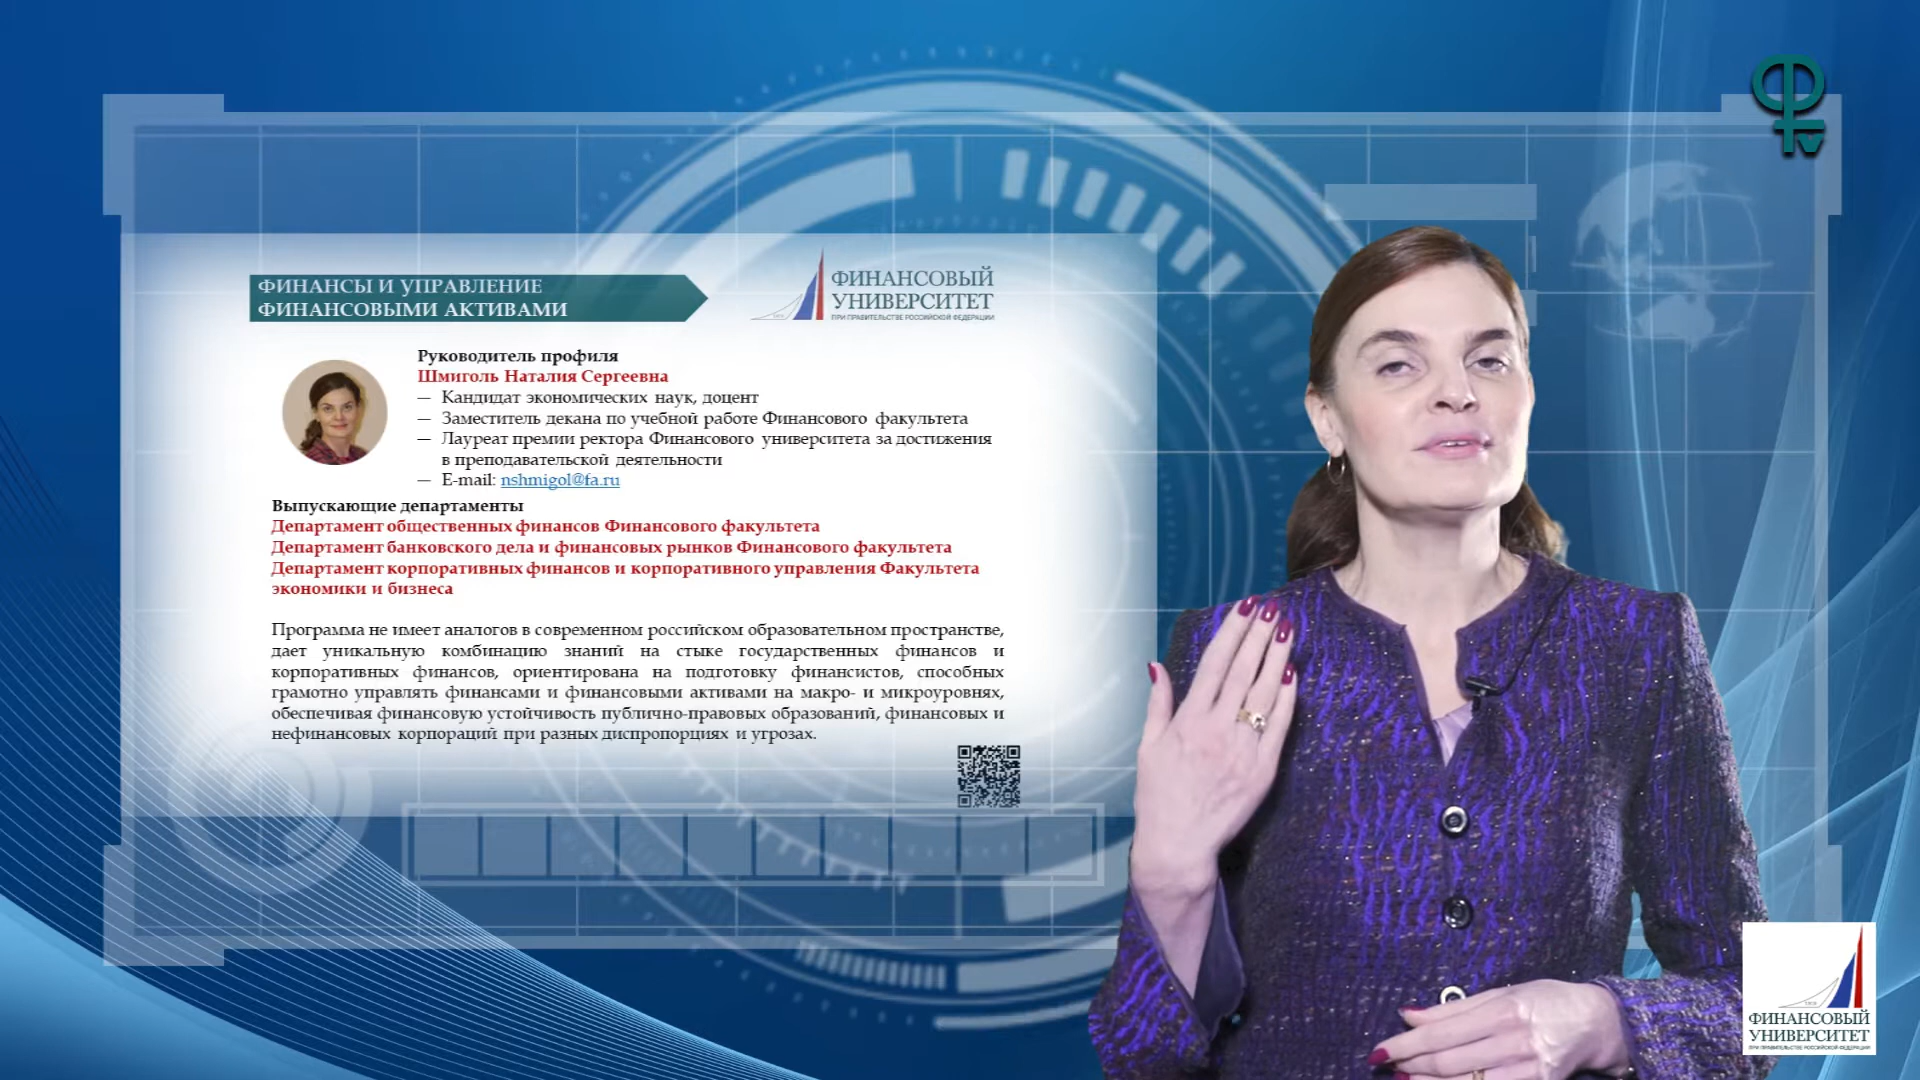 ФИНАНСЫ И УПРАВЛЕНИЕ
ФИНАНСОВЫМИ АКТИВАМИ
ФИНАНСОВЫЙ
УНИВЕРСИТЕТ
ПРИ ПРАВИТЕЛЬСТВЕ РОССИЙСКОЙ ФЕДЕРАЦИИ
Руководитель профиля
Шмиголь Наталия Сергеевна
— Кандидат экономических наук, доцент
— Заместитель декана по учебной работе Финансового факультета
— Лауреат премии ректора Финансового университета за достижения
в преподавательской деятельности
— E-mail: nshmigol@fa.ru
Выпускающие департаменты
Департамент общественных финансов Финансового факультета
Департамент банковского дела и финансовых рынков Финансового факультета
Департамент корпоративных финансов и корпоративного управления Факультета
экономики и бизнеса
Программа не имеет аналогов в современном российском образовательном пространстве,
дает уникальную комбинацию знаний на стыке государственных финансов и
корпоративных финансов, ориентирована на подготовку финансистов, способных
грамотно управлять финансами и финансовыми активами на макро- и микроуровнях,
обеспечивая финансовую устойчивость публично-правовых образований, финансовых и
нефинансовых корпораций при разных диспропорциях и угрозах.
Ф
TV
ФИНАНСОВЫЙ
УНИВЕРСИТЕТ
ПРИ ПРАВИТЕЛЬСТВЕ РОССИЙСКОЙ ФЕДЕРАЦИИ